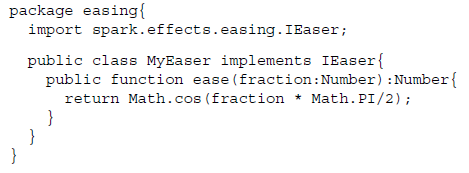 package easing{
  import spark.effects.easing.IEaser;
  public class MyEaser implements IEaser{
    public function ease(fraction:Number):Number{
      return Math.cos(fraction * Math.PI/2);
    }
  }
}